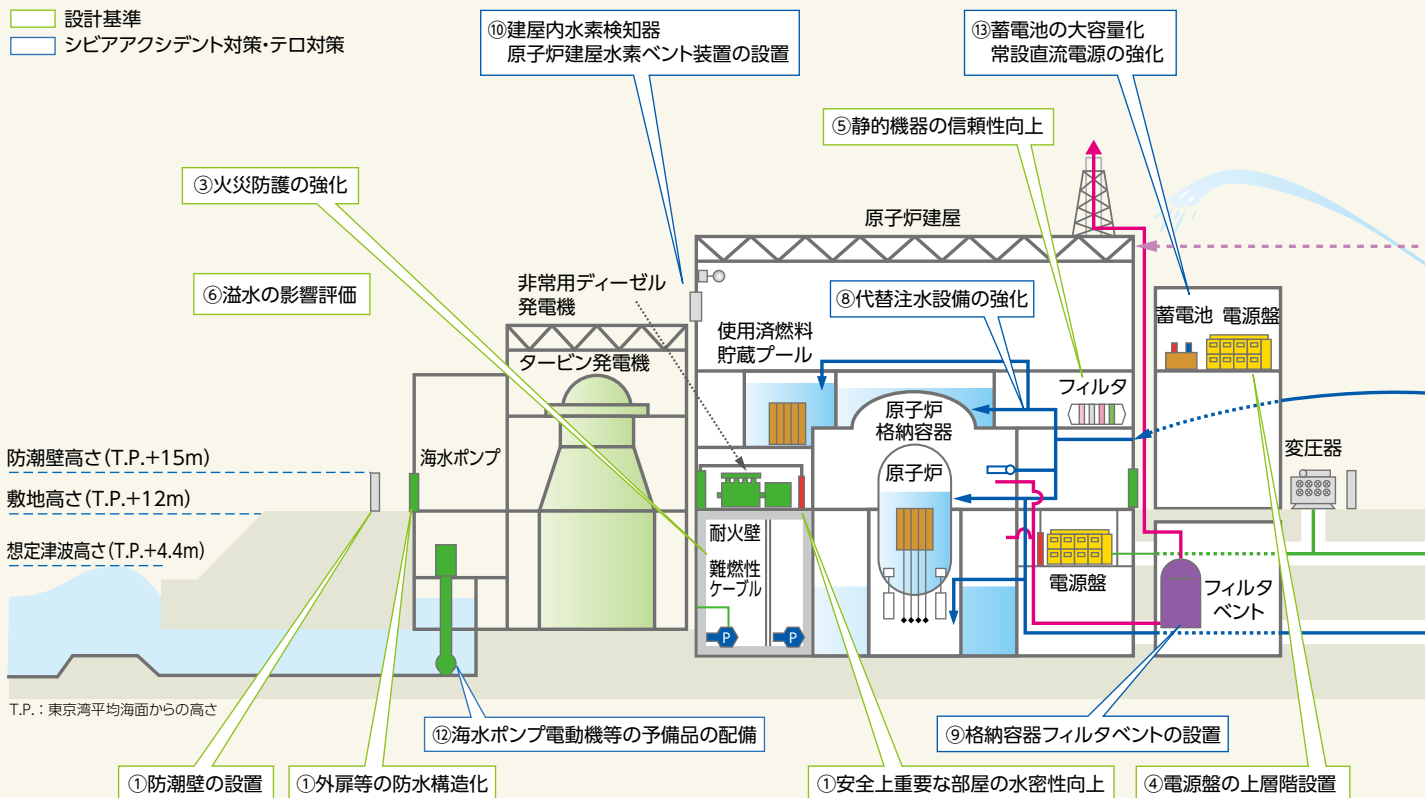 設計基準
シビアアクシデント対策・テロ対策
⑩建屋内水素検知器
原子炉建屋水素ベント装置の設置
⑬蓄電池の大容量化
常設直流電源の強化
⑤静的機器の信頼性向上
③火災防護の強化
原子炉建屋
⑥溢水の影響評価
非常用ディーゼル
発電機
⑧代替注水設備の強化
蓄電池
電源盤
使用済燃料
貯蔵プール
タービン発電機
フィルタ
原子炉
格納容器
海水ポンプ
変圧器
防潮壁高さ(T.P.+15m)
原子炉
敷地高さ(T.P.+12m)
耐火壁
想定津波高さ(T.P.+4.4m)
難燃性
ケーブル
電源盤
フィルタ
ベント
P
P
T.P.：東京湾平均海面からの高さ
⑫海水ポンプ電動機等の予備品の配備
⑨格納容器フィルタベントの設置
①防潮壁の設置
①外扉等の防水構造化
①安全上重要な部屋の水密性向上
④電源盤の上層階設置